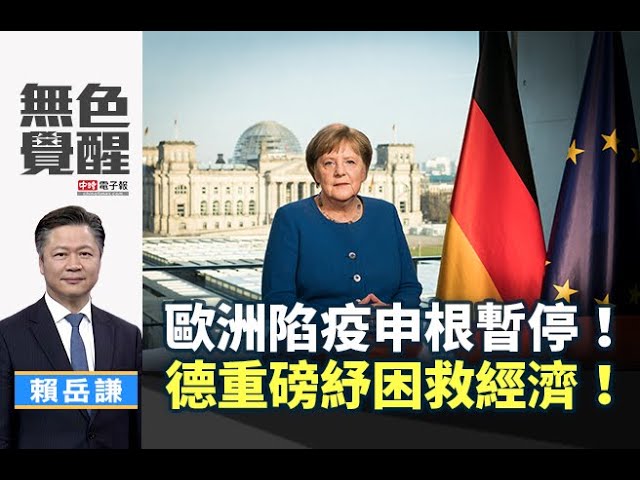 無色
覺醒
中時 電子報
賴岳謙
歐洲陷疫申根暫停！
德重磅紓困救經濟！